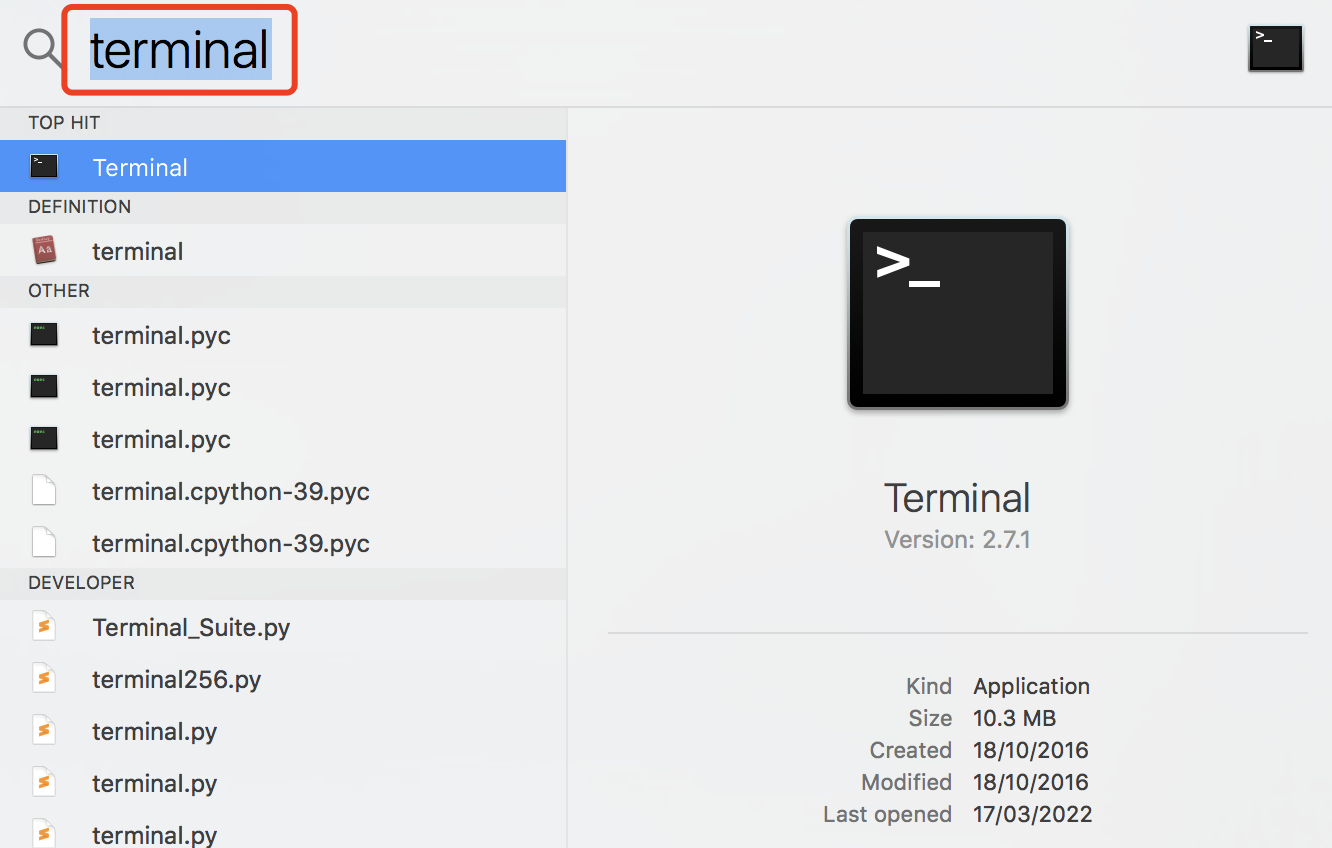 terminal
TOP HIT
Terminal
DEFINITION
terminal
OTHER
terminal.pyc
terminal.pyc
terminal.pyc
terminal.cpython-39.pyc
terminal.cpython-39.pyc
DEVELOPER
Terminal_Suite.py
terminal256.py
terminal.py
terminal.py
terminal.py
>_
Terminal
Version: 2.7.1
Kind Application
Size 10.3 MB
Created 18/10/2016
Modified 18/10/2016
Last opened 17/03/2022